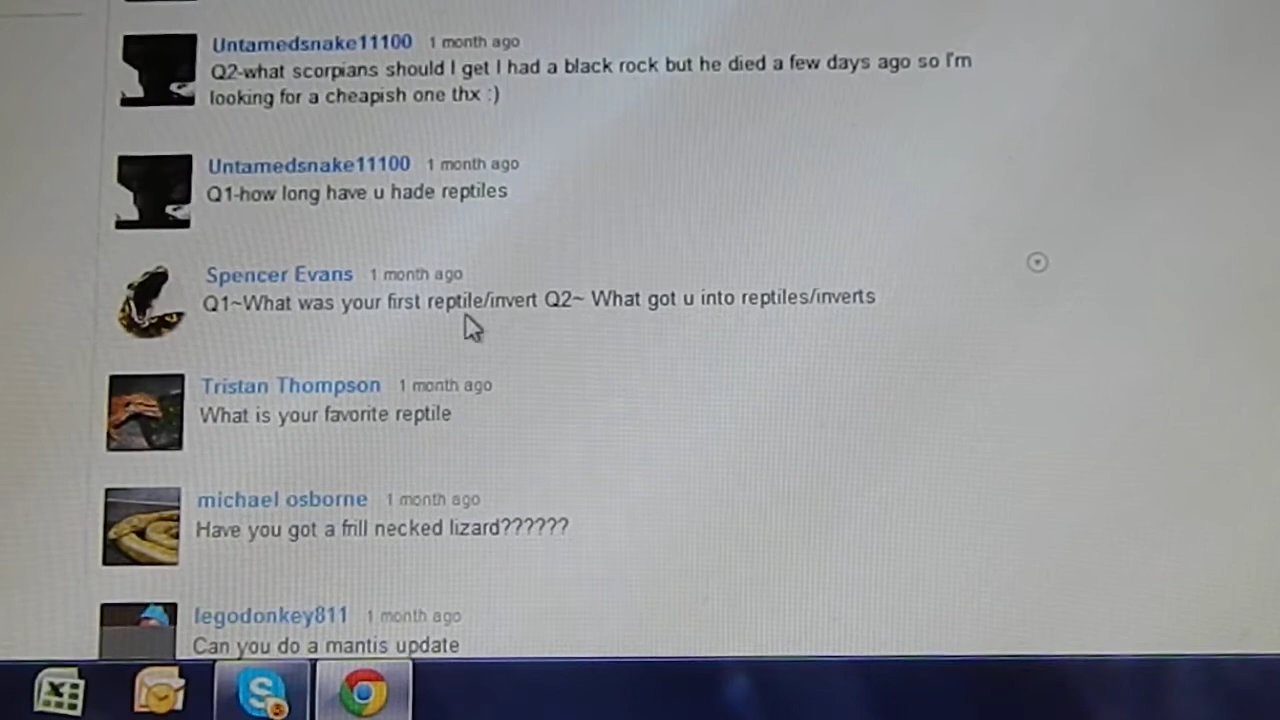 Untamedsnake11100 1 month ago
Q2-what scorpians should I get I had a black rock but he died a few days ago so I'm
looking for a cheapish one thx :)
Untamedsnake11100 1 month ago
Q1-how long have u hade reptiles
Spencer Evans 1 month ago
Q1~What was your first reptile/invert Q2~ What got u into reptiles/inverts
Tristan Thompson 1 month ago
What is your favorite reptile
michael osborne 1 month ago
Have you got a frill necked lizard??????
legodonkey811 1 month ago
Can you do a mantis update